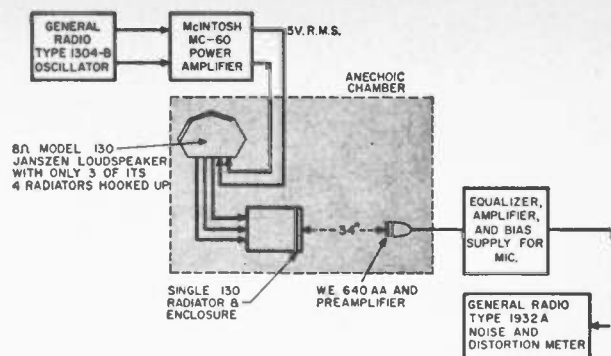 GENERAL
RADIO
TYPE 1304-B
OSCILLATOR
McINTOSH
MC-60
POWER
AMPLIFIER
3V. R.M.S.
ANECHOIC
CHAMBER
8Ω MODEL 130
JANSZEN LOUDSPEAKER
WITH ONLY 3 OF ITS
4 RADIATORS HOOKED UP
34"
EQUALIZER,
AMPLIFIER,
AND BIAS
SUPPLY FOR
MIC.
SINGLE 130
RADIATOR &
ENCLOSURE
WE 640 AA AND
PREAMPLIFIER
GENERAL RADIO
TYPE 1932A
NOISE AND
DISTORTION METER